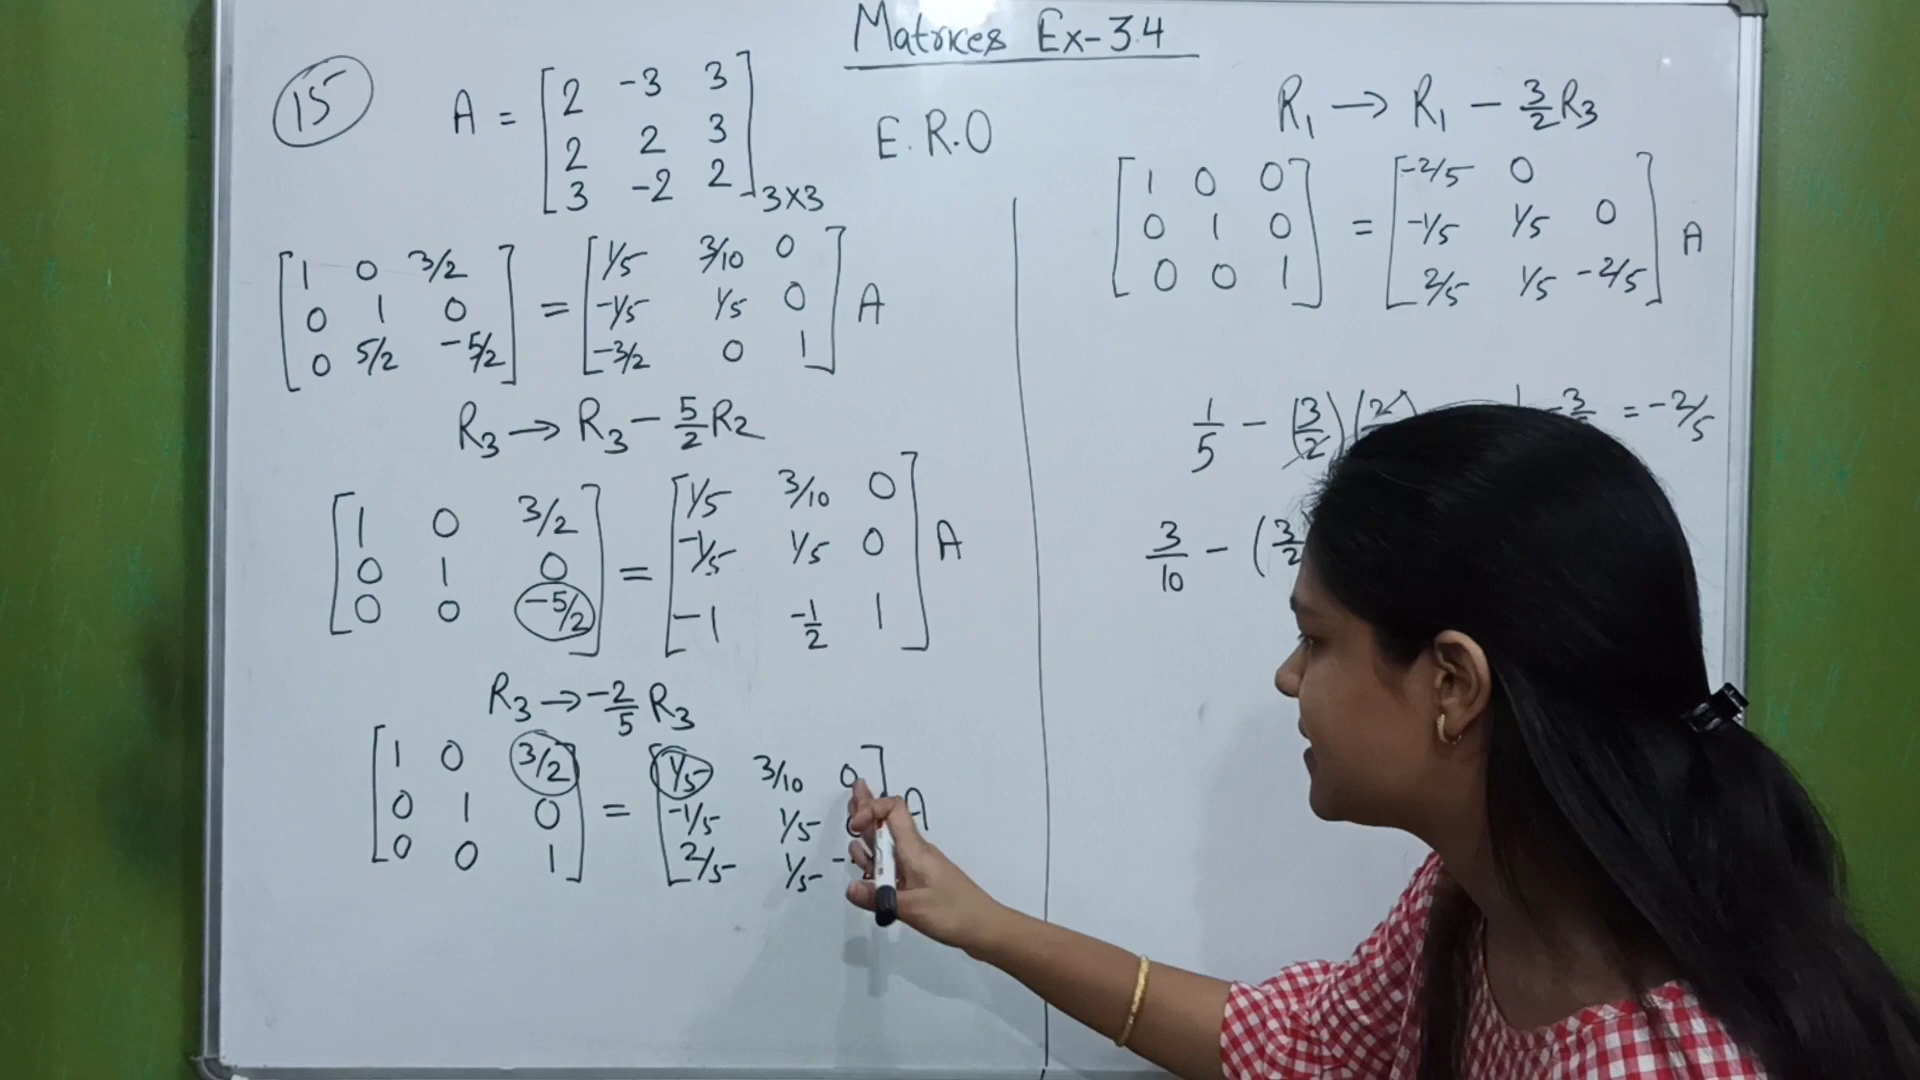 Matrices Ex-3.4
15
A = [2 -3 3
2 2 3
3 -2 2] 3×3
E.R.O
[1 0 3/2
0 1 0
0 5/2 -5/2] = [1/5 3/10 0
-1/5 1/5 0
-3/2 0 1] A
R3 → R3 - 5/2 R2
[1 0 3/2
0 1 0
0 0 -5/2] = [1/5 3/10 0
-1/5 1/5 0
-1 -1/2 1] A
R3 → -2/5 R3
[1 0 3/2
0 1 0
0 0 1] = [1/5 3/10 0
-1/5 1/5
2/5 1/5 -] A
R1 → R1 - 3/2 R3
[1 0 0
0 1 0
0 0 1] = [-2/5 0
-1/5 1/5 0
2/5 1/5 -2/5] A
1/5 - (3/2)(2 = -2/5
3/10 - (3/2